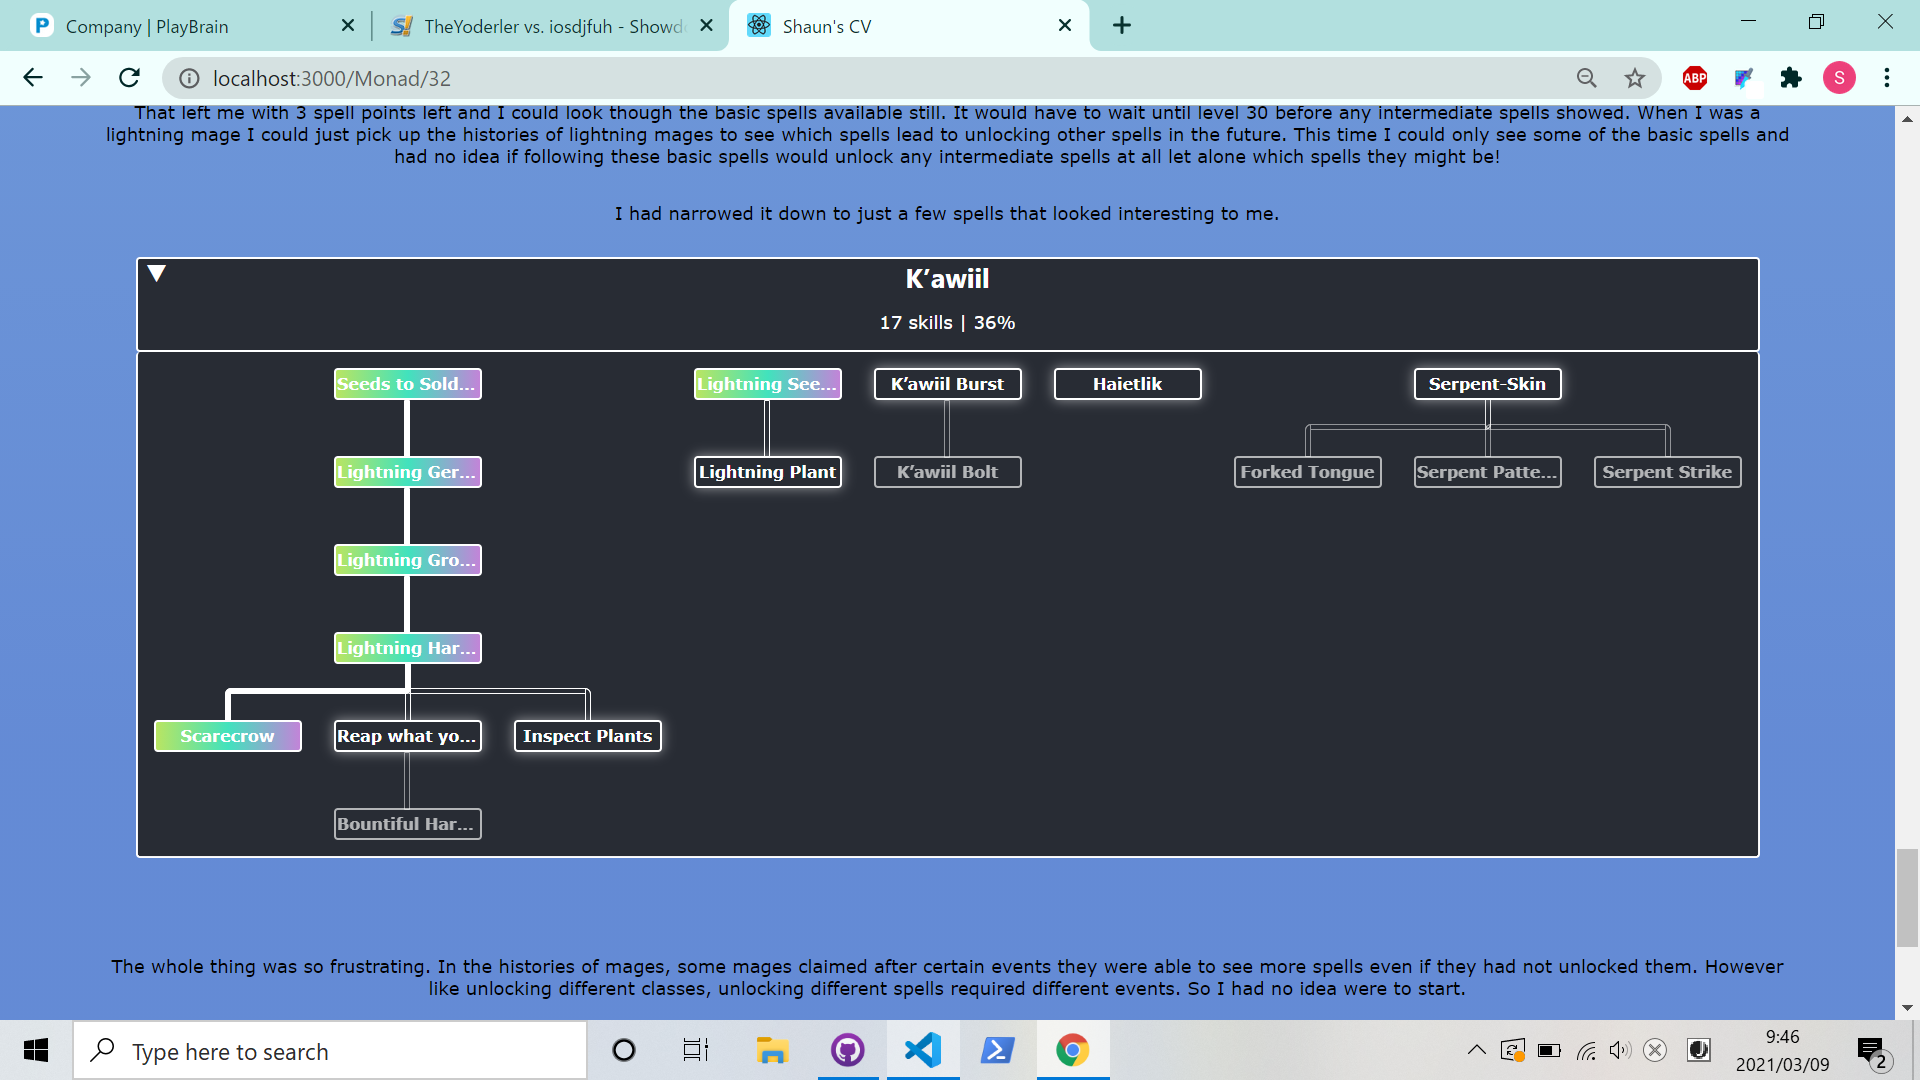 Company | PlayBrain
TheYoderler vs. iosdjfuh - Showd
Shaun's CV
localhost:3000/Monad/32
ABP
S
That left me with 3 spell points left and I could look though the basic spells available still. It would have to wait until level 30 before any intermediate spells showed. When I was a
lightning mage I could just pick up the histories of lightning mages to see which spells lead to unlocking other spells in the future. This time I could only see some of the basic spells and
had no idea if following these basic spells would unlock any intermediate spells at all let alone which spells they might be!
I had narrowed it down to just a few spells that looked interesting to me.
K’awiil
17 skills | 36%
Seeds to Sold...
Lightning See...
K’awiil Burst
Haietlik
Serpent-Skin
Lightning Ger...
Lightning Plant
K’awiil Bolt
Forked Tongue
Serpent Patte...
Serpent Strike
Lightning Gro...
Lightning Har...
Scarecrow
Reap what yo...
Inspect Plants
Bountiful Har...
The whole thing was so frustrating. In the histories of mages, some mages claimed after certain events they were able to see more spells even if they had not unlocked them. However
like unlocking different classes, unlocking different spells required different events. So I had no idea were to start.
Type here to search
9:46
2021/03/09
2